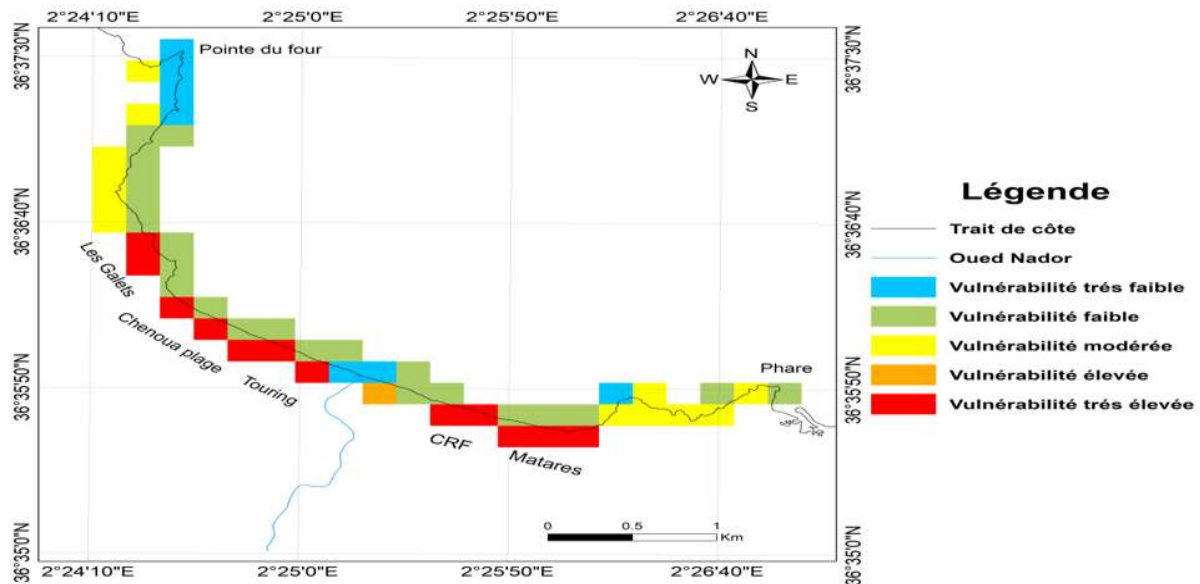 2°24'10"E 2°25'0"E 2°25'50"E 2°26'40"E
36°37'30"N 36°37'30"N
Pointe du four
N
W E
S
36°36'40"N 36°36'40"N
Légende
Trait de côte
Oued Nador
Vulnérabilité trés faible
Vulnérabilité faible
Vulnérabilité modérée
Vulnérabilité élevée
Vulnérabilité trés élevée
Les Galets
Chenoua plage
Touring
Phare
36°35'50"N 36°35'50"N
CRF
Matares
0 0.5 1
Km
36°35'0"N 36°35'0"N
2°24'10"E 2°25'0"E 2°25'50"E 2°26'40"E